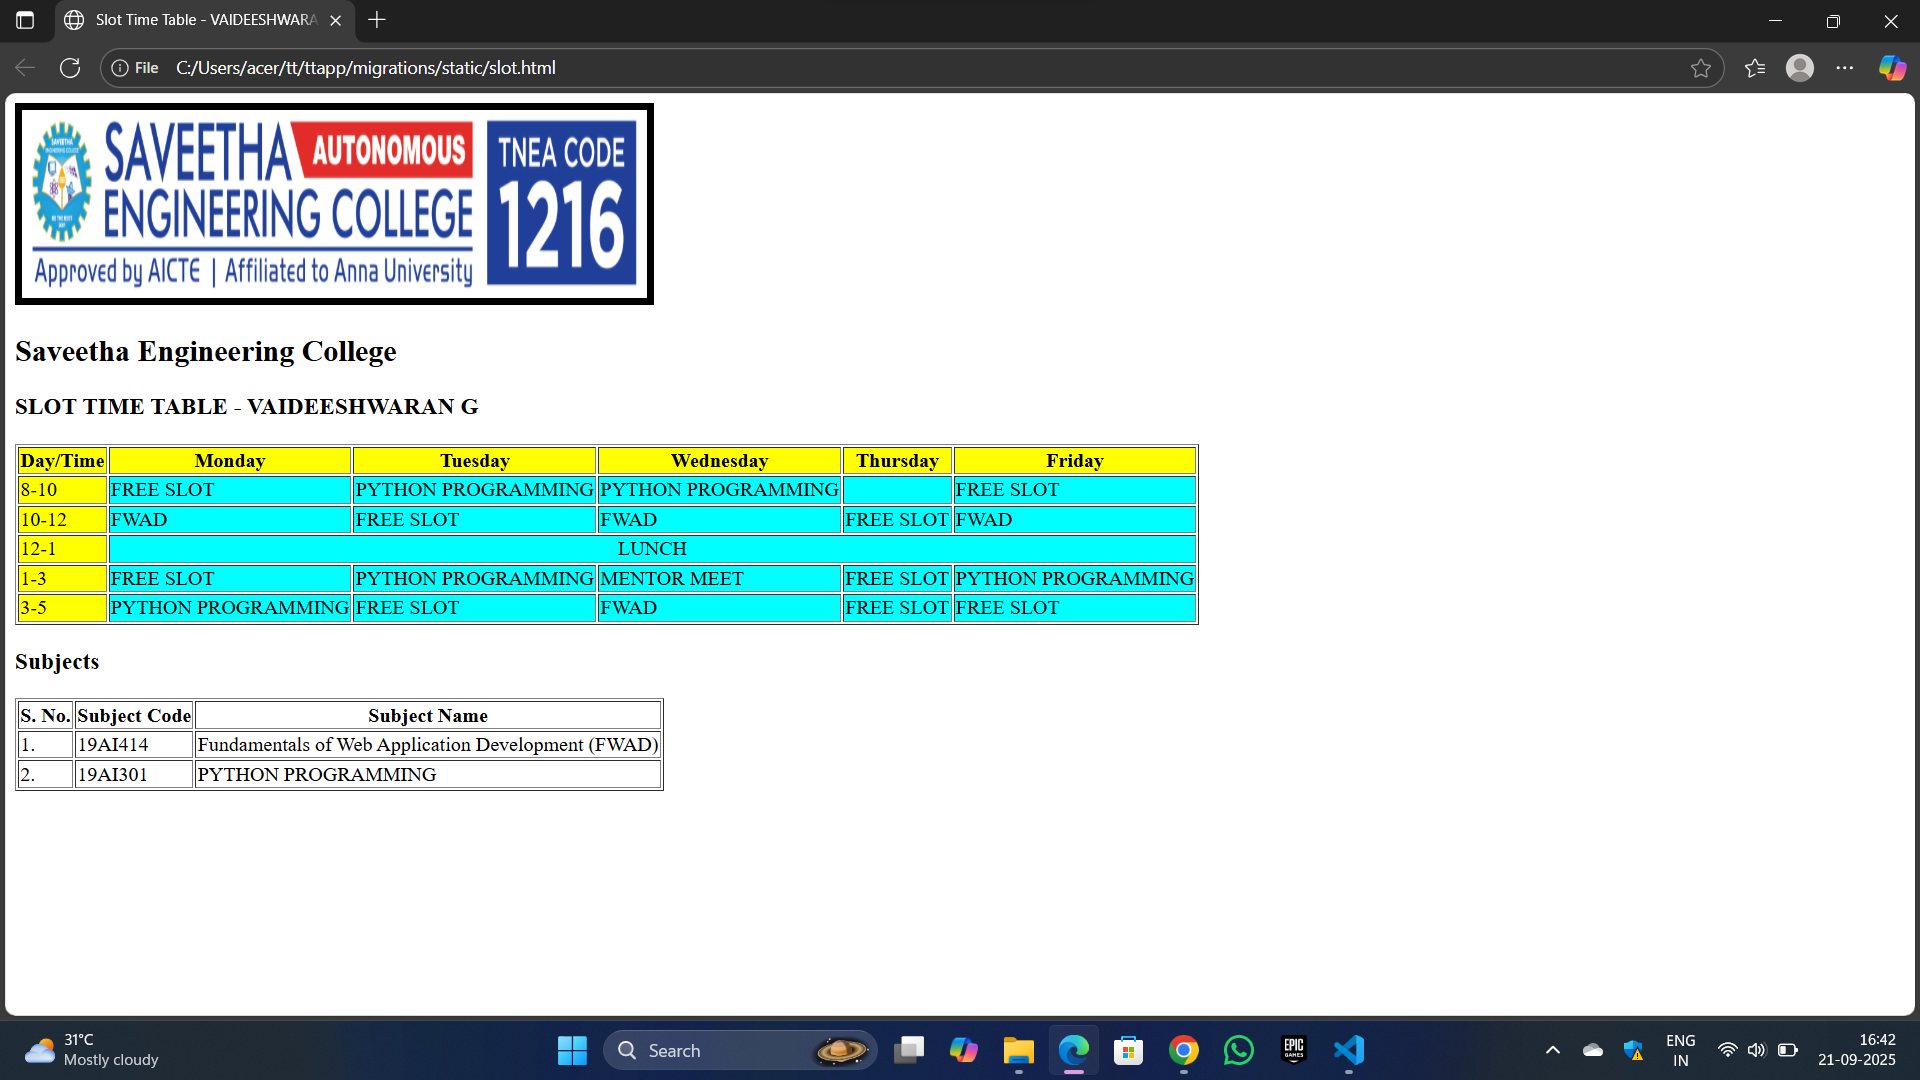 Slot Time Table - VAIDEESHWARA
File C:/Users/acer/tt/ttapp/migrations/static/slot.html
SAVEETHA AUTONOMOUS
ENGINEERING COLLEGE
Approved by AICTE | Affiliated to Anna University
TNEA CODE
1216
Saveetha Engineering College
SLOT TIME TABLE - VAIDEESHWARAN G
Day/Time Monday Tuesday Wednesday Thursday Friday
8-10 FREE SLOT PYTHON PROGRAMMING PYTHON PROGRAMMING FREE SLOT
10-12 FWAD FREE SLOT FWAD FREE SLOT FWAD
12-1 LUNCH
1-3 FREE SLOT PYTHON PROGRAMMING MENTOR MEET FREE SLOT PYTHON PROGRAMMING
3-5 PYTHON PROGRAMMING FREE SLOT FWAD FREE SLOT FREE SLOT
Subjects
S. No. Subject Code Subject Name
1. 19AI414 Fundamentals of Web Application Development (FWAD)
2. 19AI301 PYTHON PROGRAMMING
31°C
Mostly cloudy
Search
EPIC
GAMES
ENG
IN
16:42
21-09-2025